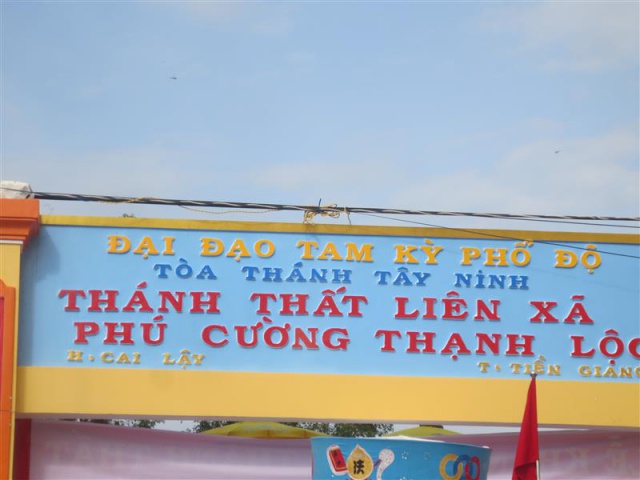 ĐẠI ĐẠO TAM KỲ PHỔ ĐỘ
TÒA THÁNH TÂY NINH
THÁNH THẤT LIÊN XÃ
PHÚ CƯỜNG THẠNH LỘC
H: CAI LẬY T: TIỀN GIANG